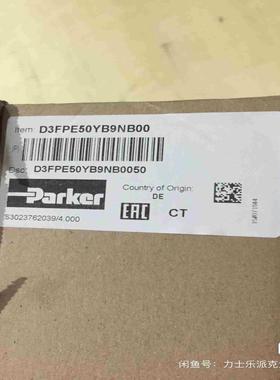 Item: D3FPE50YB9NB00
Dsc: D3FPE50YB9NB0050
Parker
Country of Origin:
DE
EAC
CT
S3023762039/4.000
闲鱼号：力士乐派克